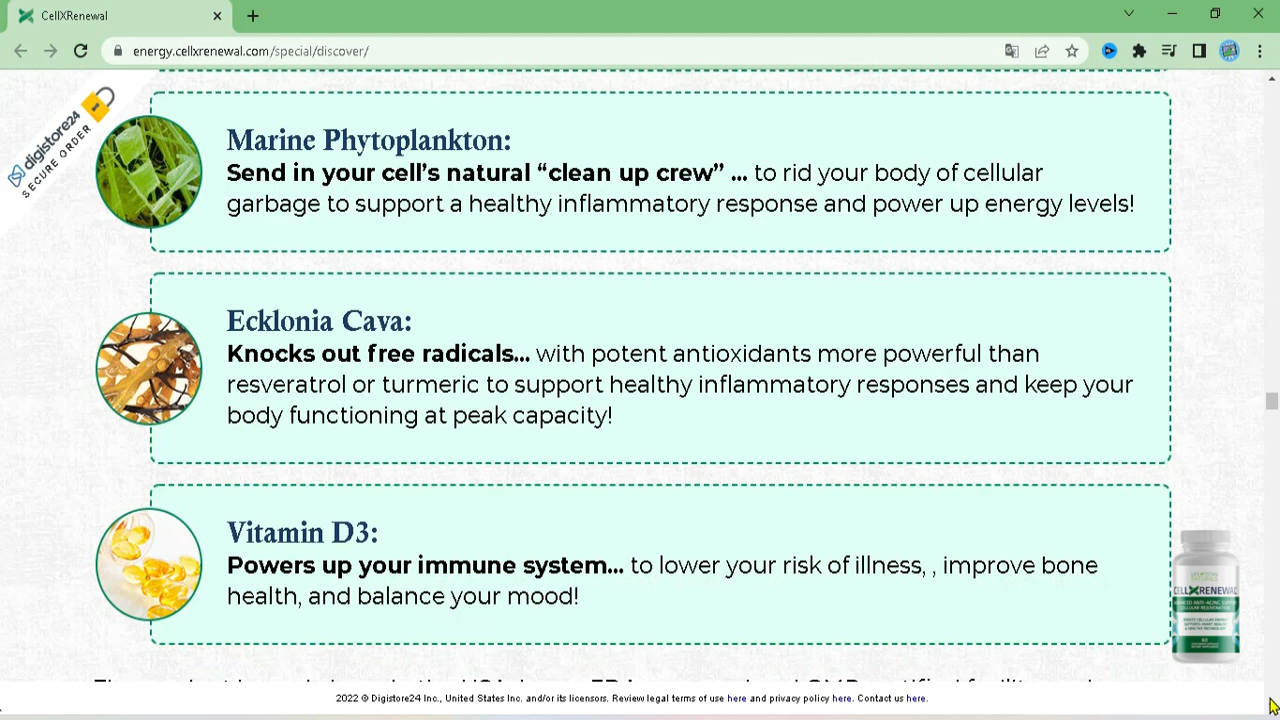 CellXRenewal
energy.cellxrenewal.com/special/discover/
digistore24
SECURE ORDER
Marine Phytoplankton:
Send in your cell’s natural “clean up crew” ... to rid your body of cellular
garbage to support a healthy inflammatory response and power up energy levels!
Ecklonia Cava:
Knocks out free radicals... with potent antioxidants more powerful than
resveratrol or turmeric to support healthy inflammatory responses and keep your
body functioning at peak capacity!
Vitamin D3:
Powers up your immune system... to lower your risk of illness, , improve bone
health, and balance your mood!
CELLXRENEWAL
2022 © Digistore24 Inc., United States Inc. and/or its licensors. Review legal terms of use here and privacy policy here. Contact us here.